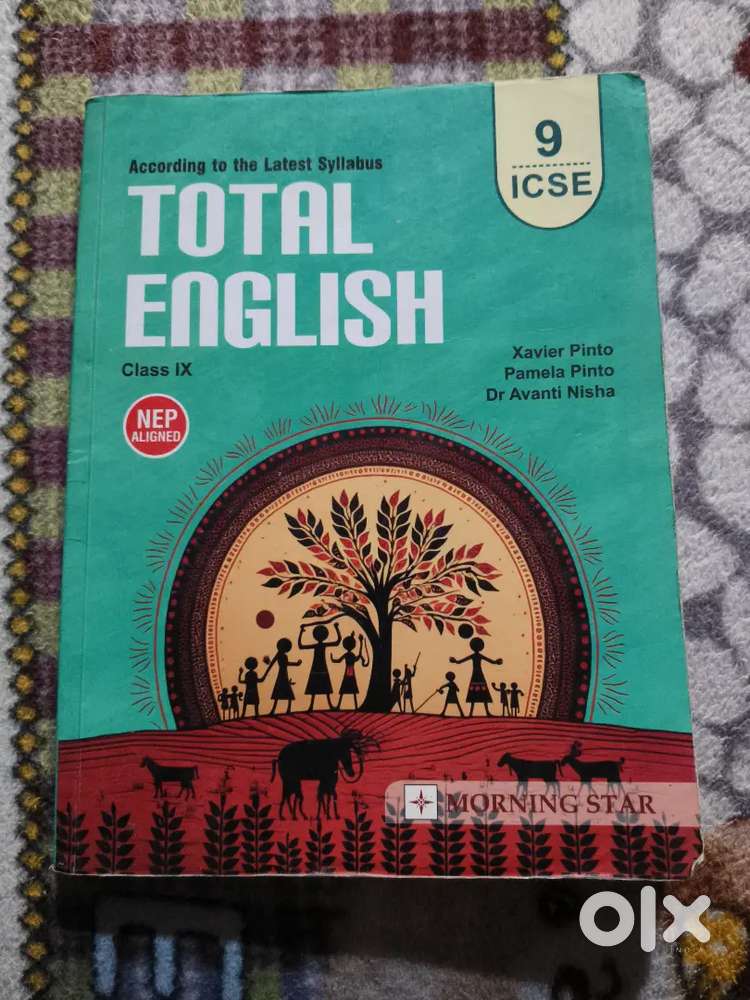 9
ICSE
According to the Latest Syllabus
TOTAL
ENGLISH
Class IX
Xavier Pinto
Pamela Pinto
Dr Avanti Nisha
NEP
ALIGNED
MORNING STAR
olx